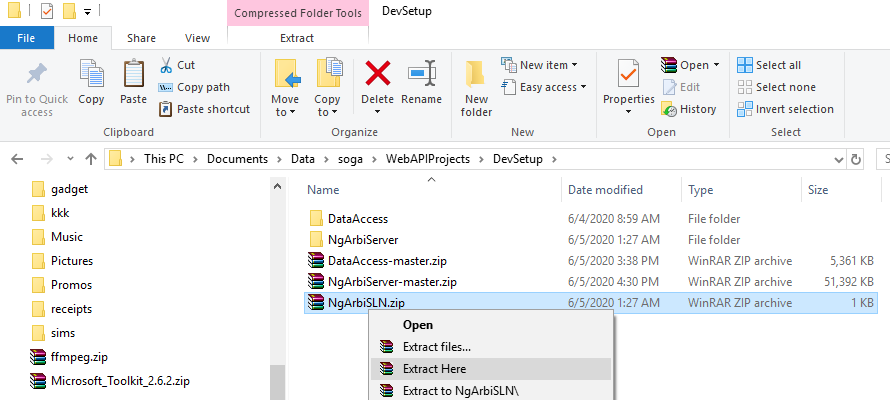 Compressed Folder Tools DevSetup
File Home Share View Extract
Pin to Quick access
Copy
Paste
Cut
Copy path
Paste shortcut
Clipboard
Move to
Copy to
Delete
Rename
Organize
New folder
New item
Easy access
New
Properties
Open
Edit
History
Open
Select all
Select none
Invert selection
Select
This PC Documents Data soga WebAPIProjects DevSetup
S
gadget
kkk
Music
Pictures
Promos
receipts
sims
ffmpeg.zip
Microsoft_Toolkit_2.6.2.zip
Name Date modified Type Size
DataAccess 6/4/2020 8:59 AM File folder
NgArbiServer 6/5/2020 1:27 AM File folder
DataAccess-master.zip 6/5/2020 3:38 PM WinRAR ZIP archive 5,361 KB
NgArbiServer-master.zip 6/5/2020 4:30 PM WinRAR ZIP archive 51,392 KB
NgArbiSLN.zip 6/5/2020 1:27 AM WinRAR ZIP archive 1 KB
Open
Extract files...
Extract Here
Extract to NgArbiSLN\